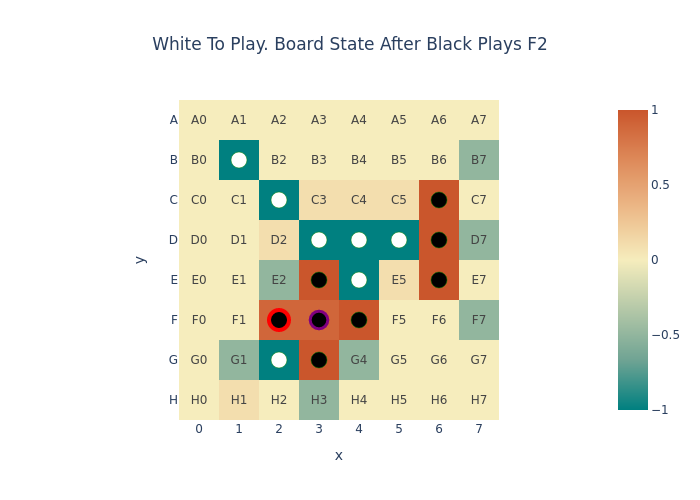 White To Play. Board State After Black Plays F2
A A0 A1 A2 A3 A4 A5 A6 A7
B B0 B2 B3 B4 B5 B6 B7
C C0 C1 C3 C4 C5 C7
D D0 D1 D2 D7
E E0 E1 E2 E5 E7
F F0 F1 F5 F6 F7
G G0 G1 G4 G5 G6 G7
H H0 H1 H2 H3 H4 H5 H6 H7
0 1 2 3 4 5 6 7
x
y
1
0.5
0
−0.5
−1